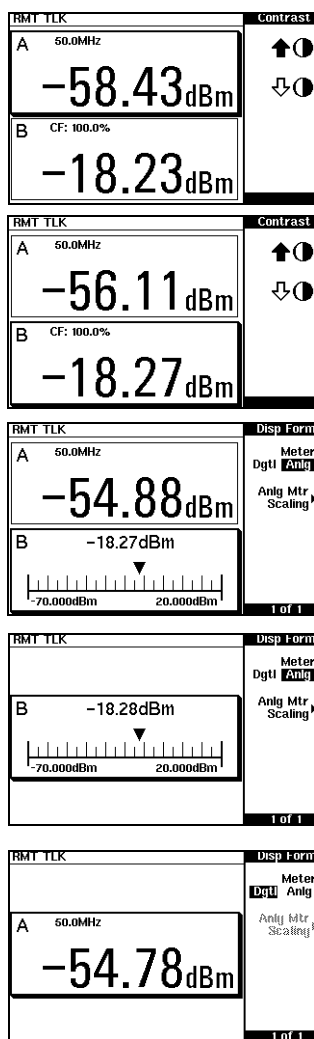 RMT TLK
Contrast
A 50.0MHz
-58.43dBm
B CF: 100.0%
-18.23dBm
RMT TLK
Contrast
A 50.0MHz
-56.11dBm
B CF: 100.0%
-18.27dBm
RMT TLK
Disp Form
A 50.0MHz
-54.88dBm
Meter
Dgtl Anlg
Anlg Mtr
Scaling
B -18.27dBm
-70.000dBm 20.000dBm
1 of 1
RMT TLK
Disp Form
Meter
Dgtl Anlg
Anlg Mtr
Scaling
B -18.28dBm
-70.000dBm 20.000dBm
1 of 1
RMT TLK
Disp Form
Meter
Dgtl Anlg
Anlg Mtr
Scaling
A 50.0MHz
-54.78dBm
1 of 1